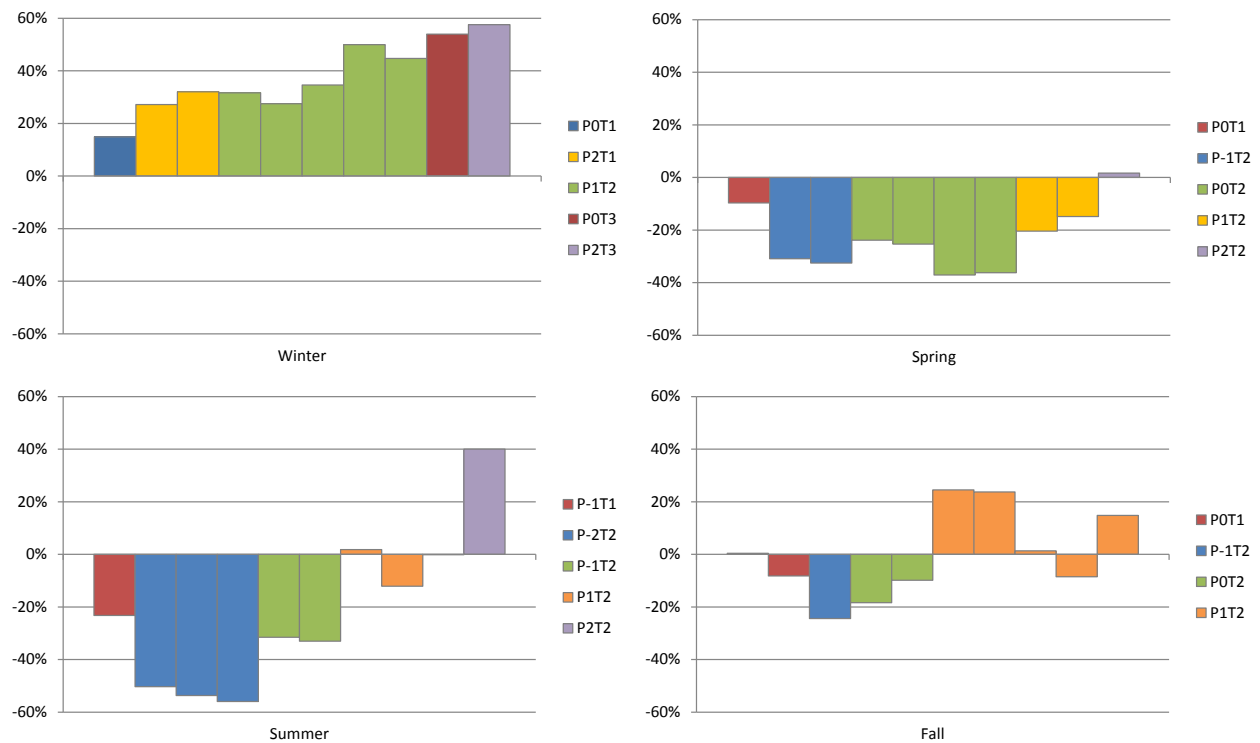 60%
40%
20%
0%
-20%
-40%
-60%
P0T1
P2T1
P1T2
P0T3
P2T3
Winter
60%
40%
20%
0%
-20%
-40%
-60%
P0T1
P-1T2
P0T2
P1T2
P2T2
Spring
60%
40%
20%
0%
-20%
-40%
-60%
P-1T1
P-2T2
P-1T2
P1T2
P2T2
Summer
60%
40%
20%
0%
-20%
-40%
-60%
P0T1
P-1T2
P0T2
P1T2
Fall